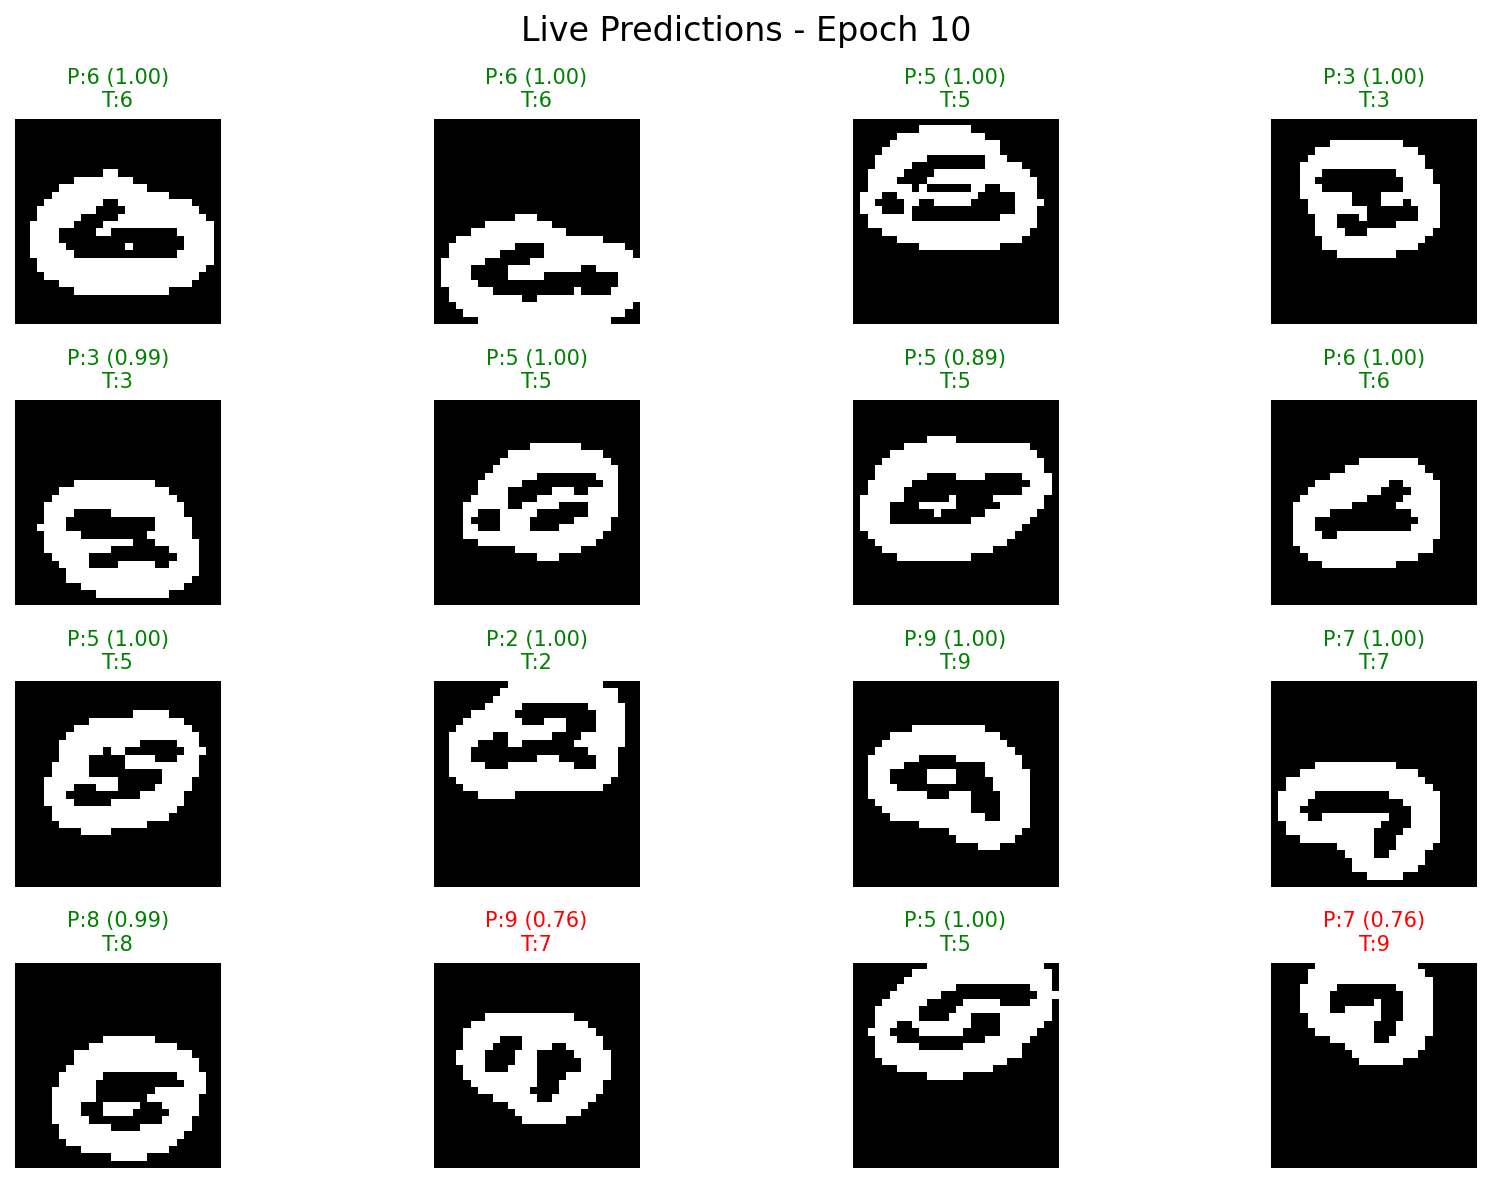 Live Predictions - Epoch 10
P:6 (1.00)
T:6
P:6 (1.00)
T:6
P:5 (1.00)
T:5
P:3 (1.00)
T:3
P:3 (0.99)
T:3
P:5 (1.00)
T:5
P:5 (0.89)
T:5
P:6 (1.00)
T:6
P:5 (1.00)
T:5
P:2 (1.00)
T:2
P:9 (1.00)
T:9
P:7 (1.00)
T:7
P:8 (0.99)
T:8
P:9 (0.76)
T:7
P:5 (1.00)
T:5
P:7 (0.76)
T:9